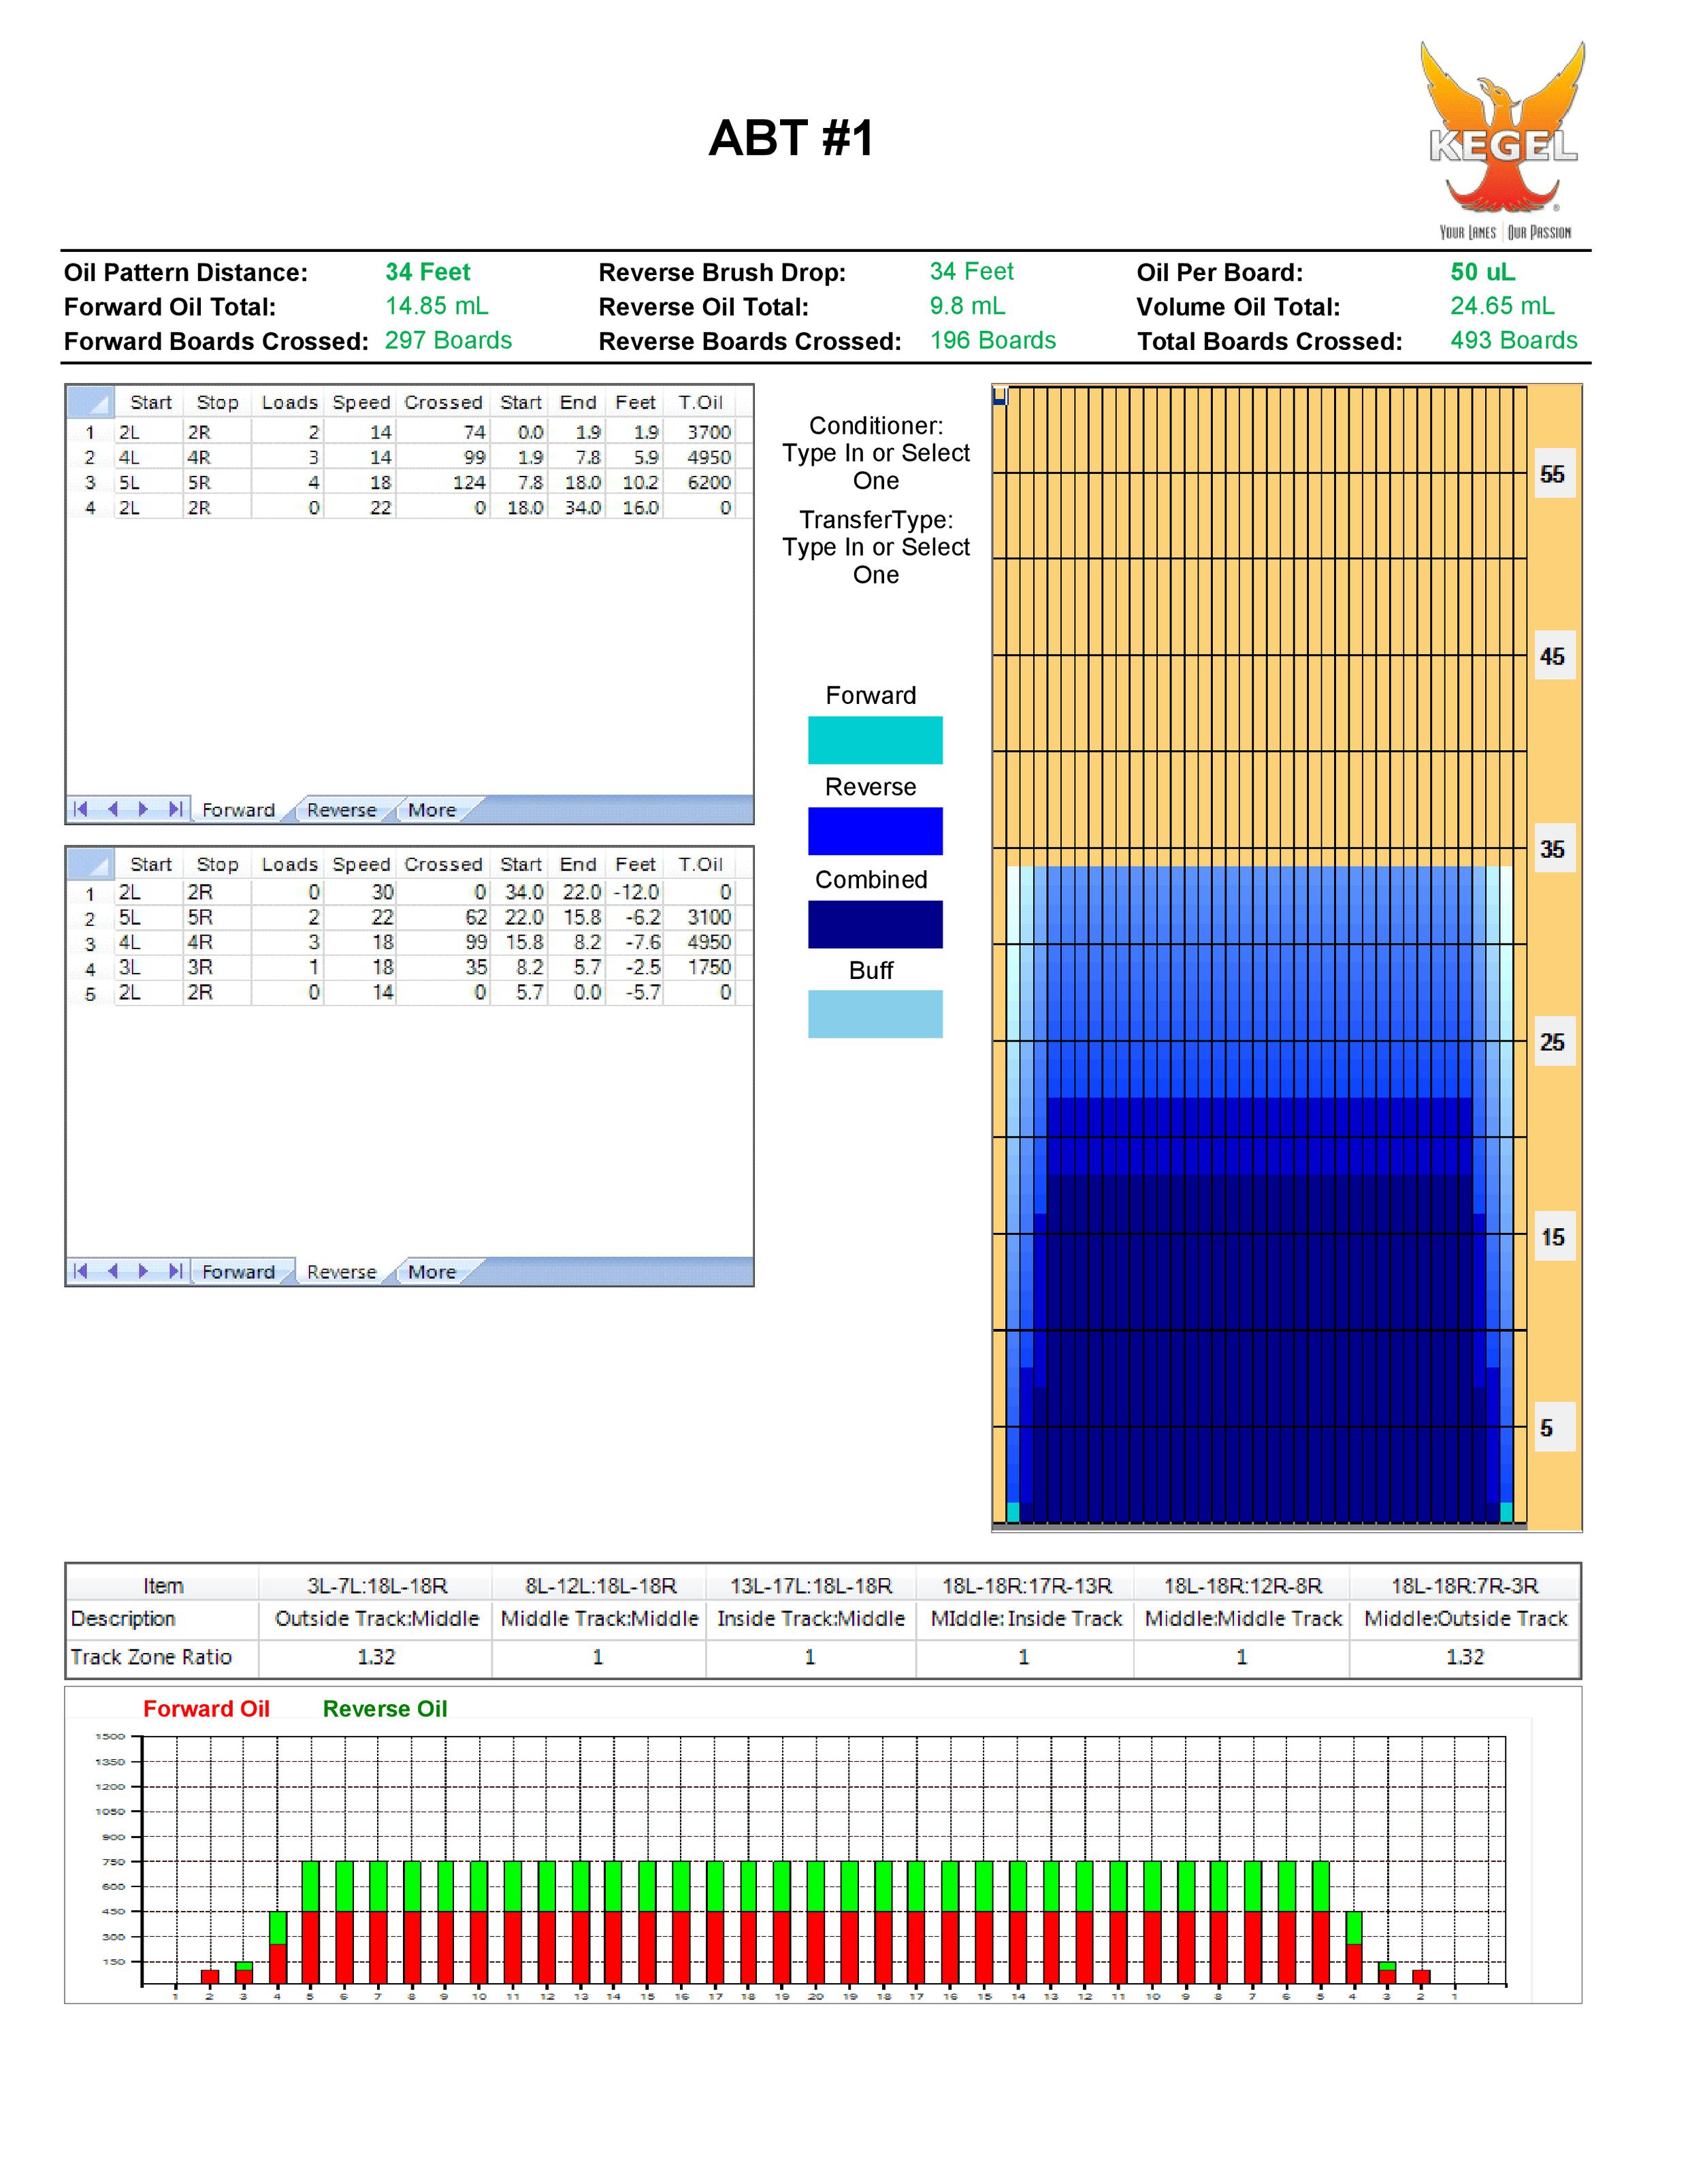 ABT #1
KEGEL
®
YOUR LANES | OUR PASSION
Oil Pattern Distance: 34 Feet Reverse Brush Drop: 34 Feet Oil Per Board: 50 uL
Forward Oil Total: 14.85 mL Reverse Oil Total: 9.8 mL Volume Oil Total: 24.65 mL
Forward Boards Crossed: 297 Boards Reverse Boards Crossed: 196 Boards Total Boards Crossed: 493 Boards
Start Stop Loads Speed Crossed Start End Feet T.Oil
1 2L 2R 2 14 74 0.0 1.9 1.9 3700
2 4L 4R 3 14 99 1.9 7.8 5.9 4950
3 5L 5R 4 18 124 7.8 18.0 10.2 6200
4 2L 2R 0 22 0 18.0 34.0 16.0 0
Forward Reverse More
Start Stop Loads Speed Crossed Start End Feet T.Oil
1 2L 2R 0 30 0 34.0 22.0 -12.0 0
2 5L 5R 2 22 62 22.0 15.8 -6.2 3100
3 4L 4R 3 18 99 15.8 8.2 -7.6 4950
4 3L 3R 1 18 35 8.2 5.7 -2.5 1750
5 2L 2R 0 14 0 5.7 0.0 -5.7 0
Forward Reverse More
Conditioner:
Type In or Select
One
TransferType:
Type In or Select
One
Forward
Reverse
Combined
Buff
55
45
35
25
15
5
Item 3L-7L:18L-18R 8L-12L:18L-18R 13L-17L:18L-18R 18L-18R:17R-13R 18L-18R:12R-8R 18L-18R:7R-3R
Description Outside Track:Middle Middle Track:Middle Inside Track:Middle MIddle: Inside Track Middle:Middle Track Middle:Outside Track
Track Zone Ratio 1.32 1 1 1 1 1.32
Forward Oil Reverse Oil
1500
1350
1200
1050
900
750
600
450
300
150
1 2 3 4 5 6 7 8 9 10 11 12 13 14 15 16 17 18 19 20 19 18 17 16 15 14 13 12 11 10 9 8 7 6 5 4 3 2 1